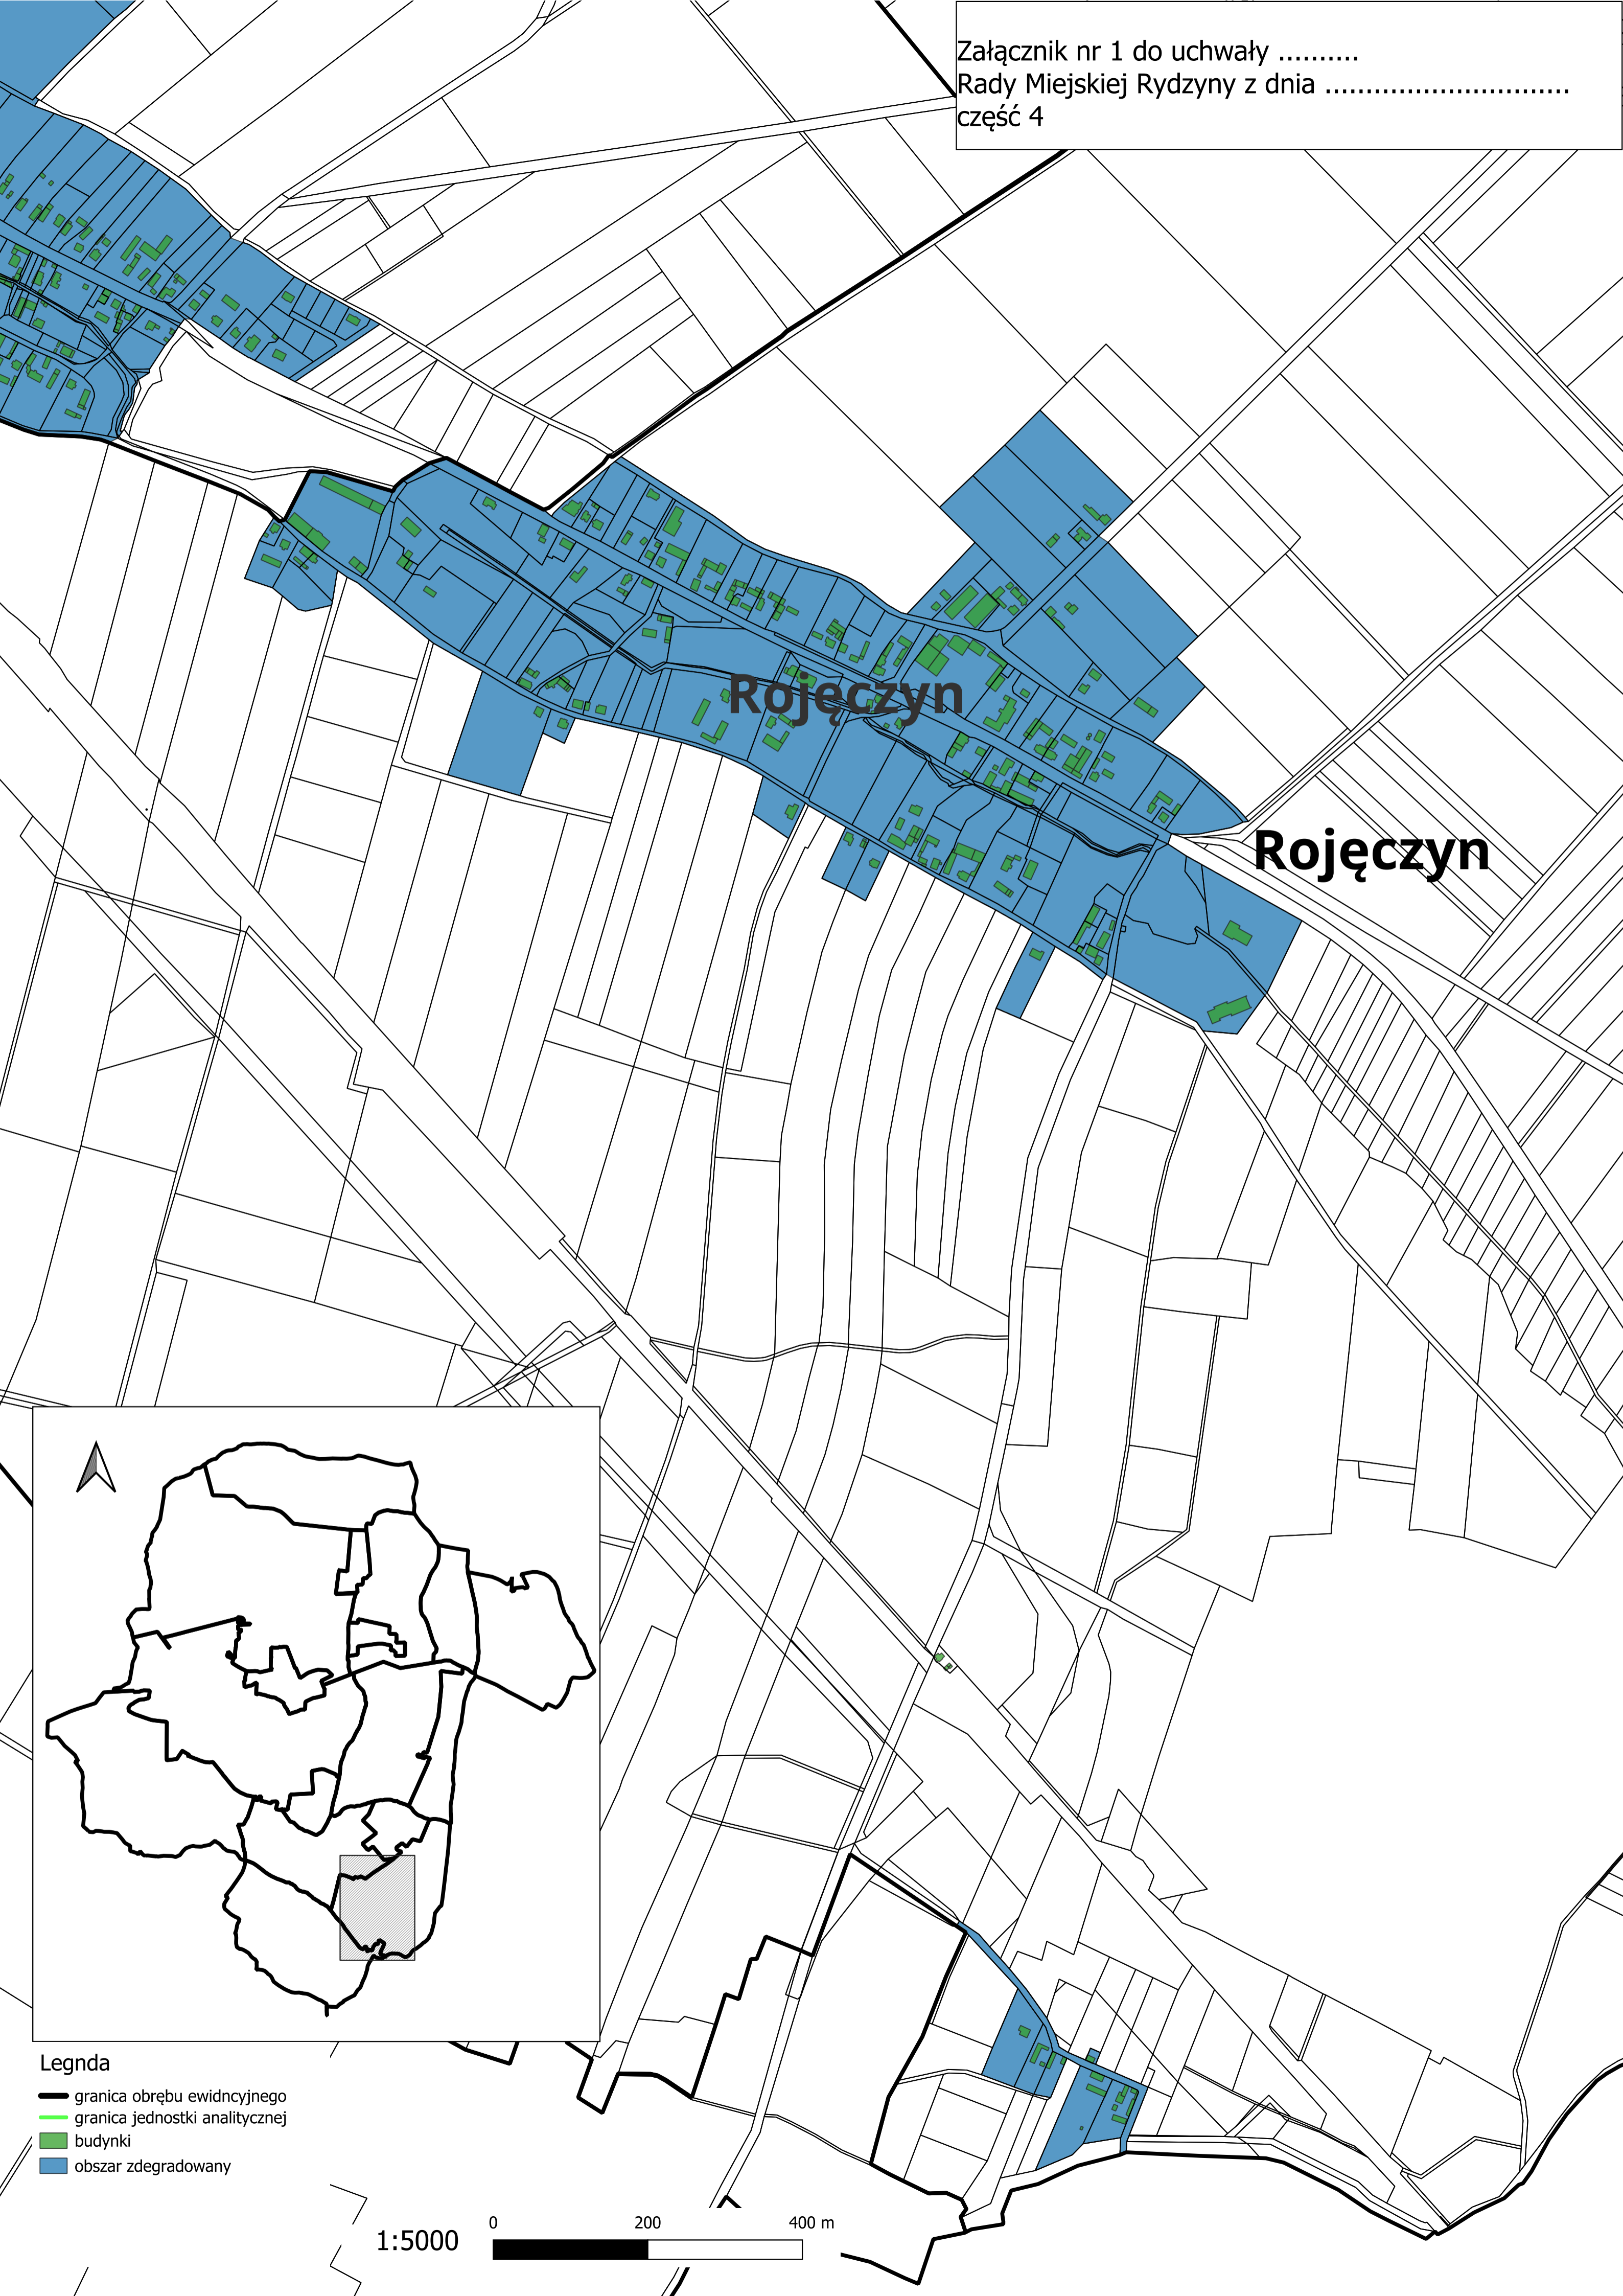 Załącznik nr 1 do uchwały ..........
Rady Miejskiej Rydzyny z dnia ..............................
część 4
Rojęczyn
Rojęczyn
Legnda
granica obrębu ewidncyjnego
granica jednostki analitycznej
budynki
obszar zdegradowany
1:5000
0 200 400 m